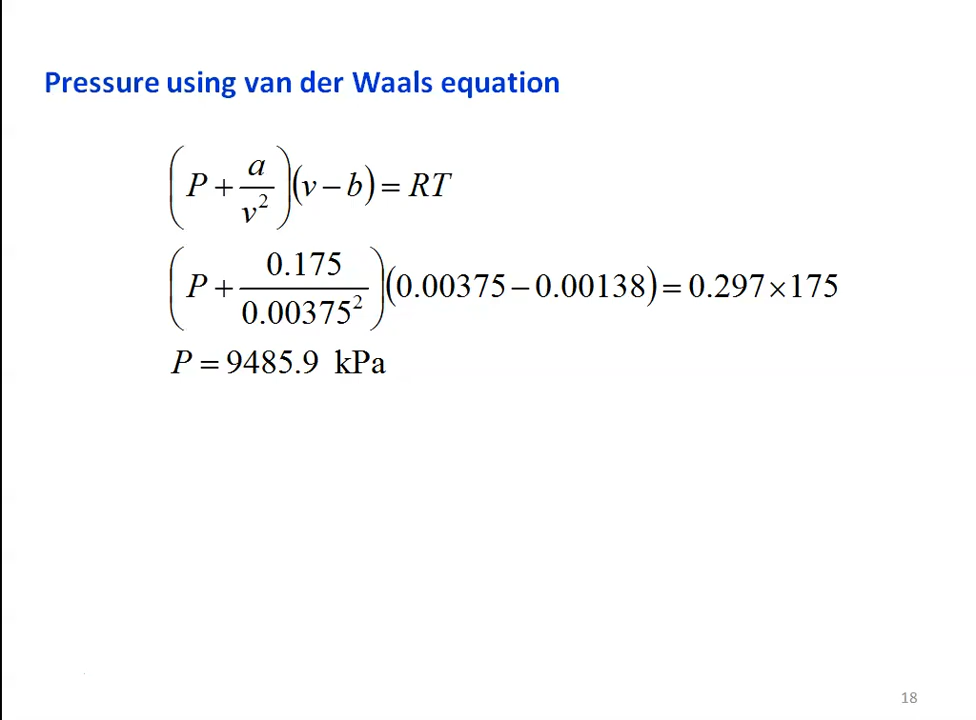 Pressure using van der Waals equation
(P + a/v²)(v − b) = RT
(P + 0.175/0.00375²)(0.00375 − 0.00138) = 0.297 × 175
P = 9485.9 kPa
18